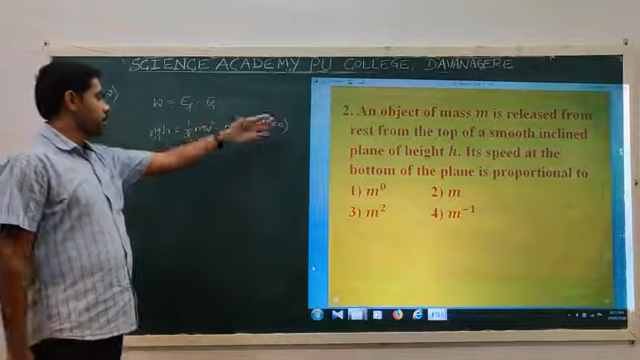 SCIENCE ACADEMY PU COLLEGE, DAVANAGERE
W = Ef - Ei
mgh = 1/2 mv²
2. An object of mass m is released from
rest from the top of a smooth inclined
plane of height h. Its speed at the
bottom of the plane is proportional to
1) m⁰ 2) m
3) m² 4) m⁻¹